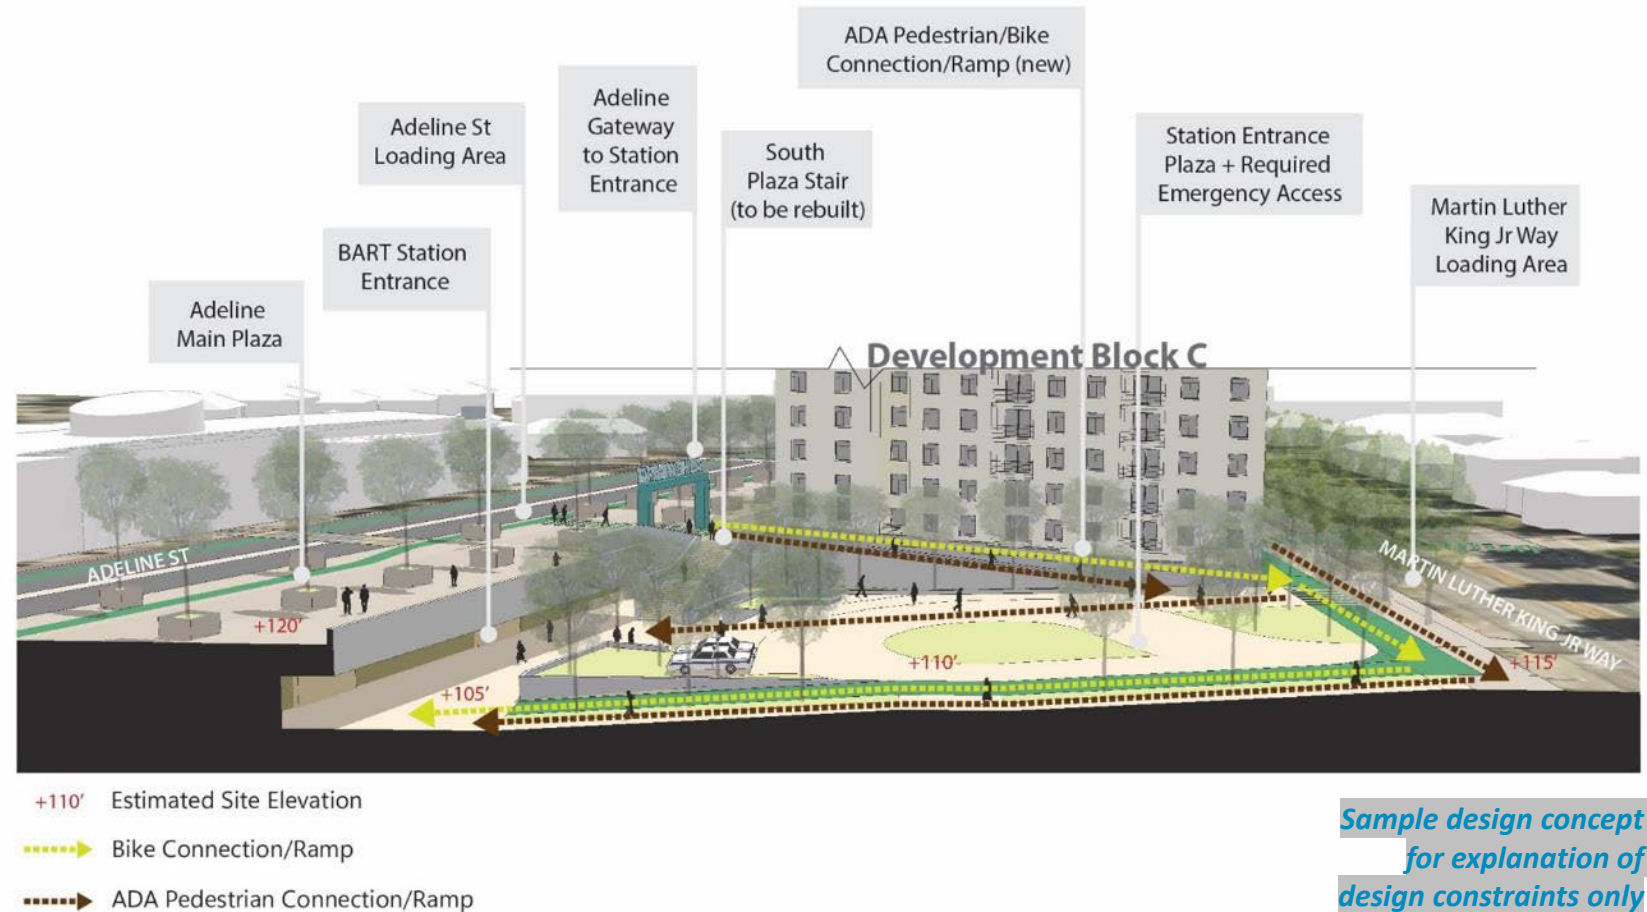 ADA Pedestrian/Bike
Connection/Ramp (new)
Adeline
Gateway
to Station
Entrance
Adeline St
Loading Area
South
Plaza Stair
(to be rebuilt)
Station Entrance
Plaza + Required
Emergency Access
Martin Luther
King Jr Way
Loading Area
BART Station
Entrance
Adeline
Main Plaza
Development Block C
ADELINE ST
MARTIN LUTHER KING JR WAY
+120'
+110'
+115'
+105'
+110' Estimated Site Elevation
Bike Connection/Ramp
ADA Pedestrian Connection/Ramp
Sample design concept
for explanation of
design constraints only